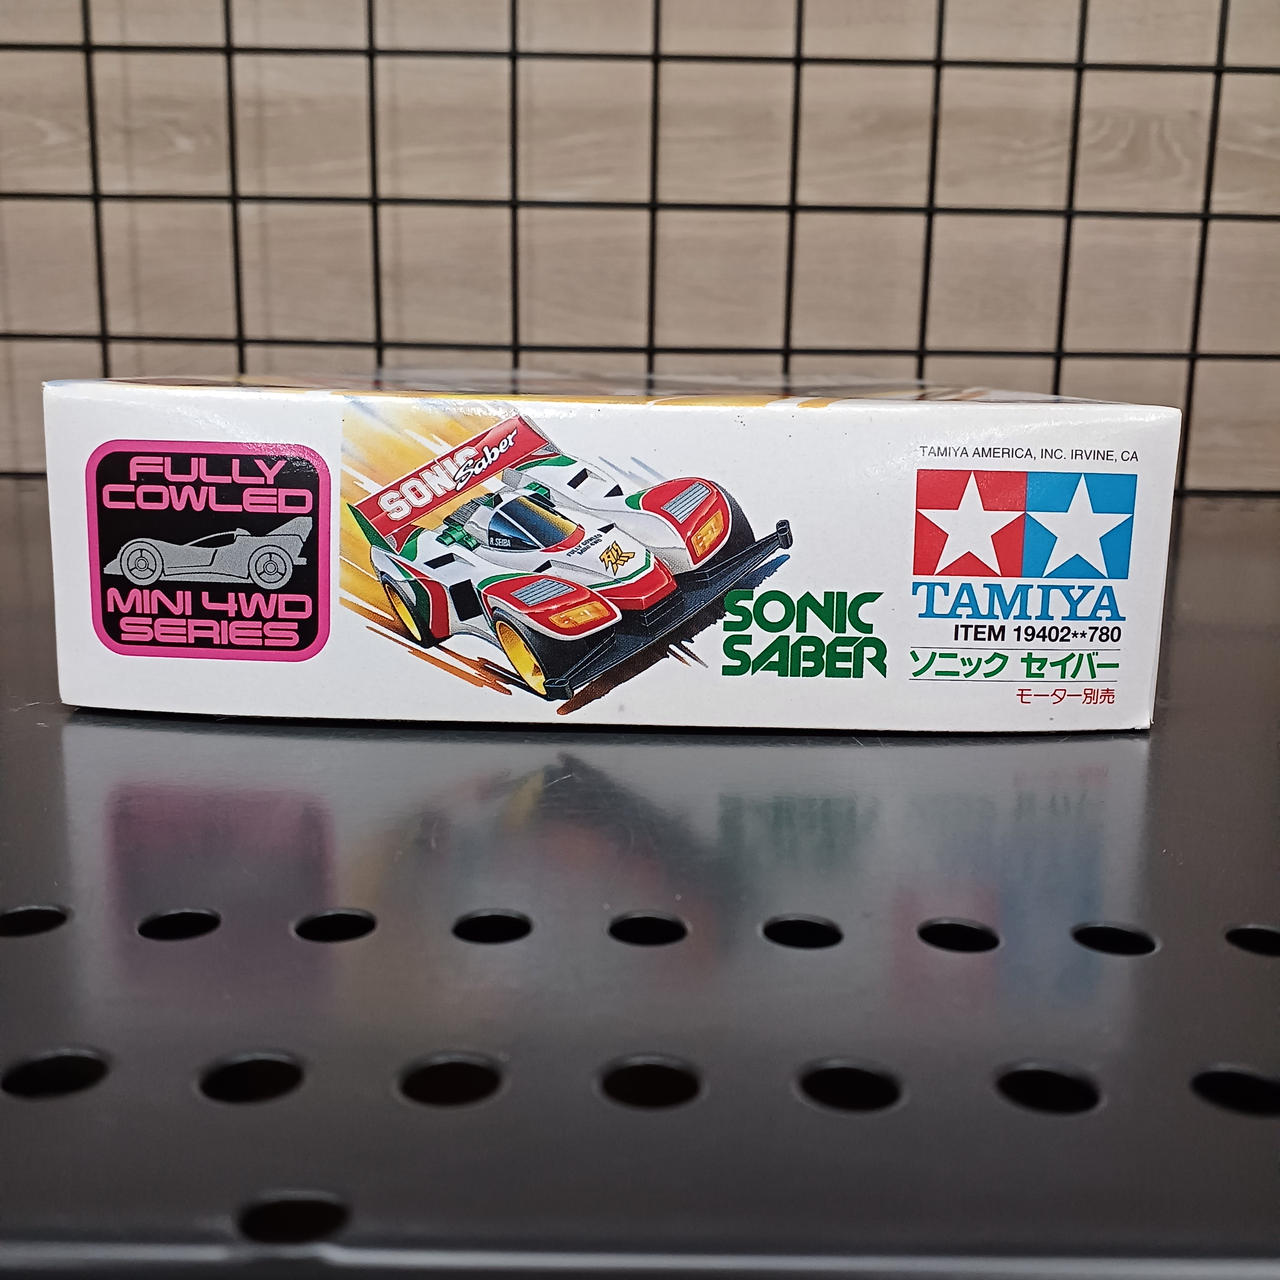 FULLY
COWLED
MINI 4WD
SERIES
SONIC
Saber
R.SEIBA
SONIC
SABER
TAMIYA AMERICA, INC. IRVINE, CA
TAMIYA
ITEM 19402**780
ソニック セイバー
モーター別売